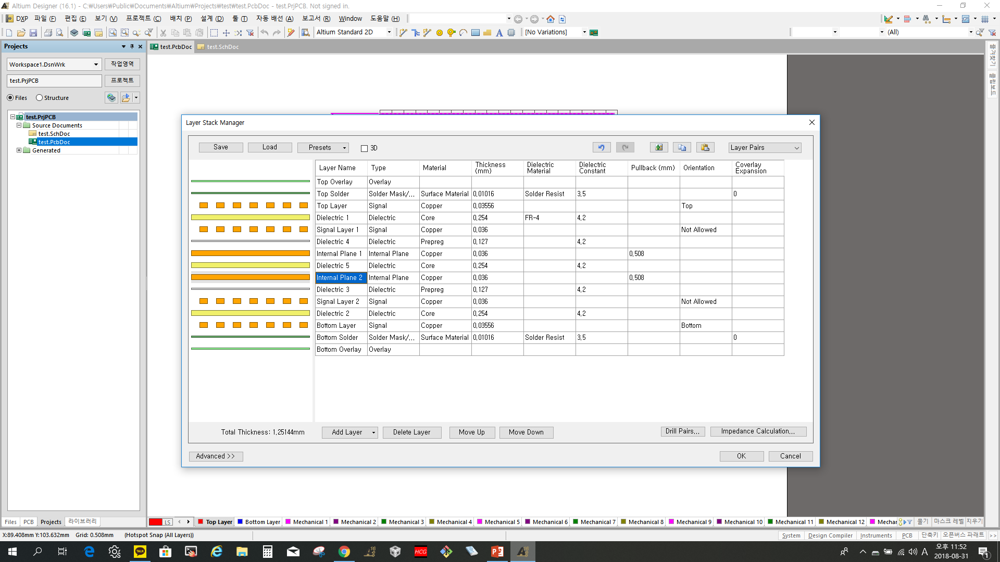 Altium Designer (16.1) - C:₩Users₩Public₩Documents₩Altium₩Projects₩test₩test.PcbDoc - test.PrjPCB. Not signed in.
DXP 파일 (F) 편집 (E) 보기 (V) 프로젝트 (C) 배치 (P) 설계 (D) 툴 (T) 자동 배선 (A) 보고서 (R) Window 도움말 (H)
Altium Standard 2D [No Variations] (All)
Projects
test.PcbDoc test.SchDoc
Workspace1.DsnWrk 작업영역
test.PrjPCB 프로젝트
Files Structure
test.PrjPCB
Source Documents
test.SchDoc
test.PcbDoc
Generated
즐겨찾기
클립보드
Layer Stack Manager
Save Load Presets 3D Layer Pairs
Layer Name Type Material Thickness (mm) Dielectric Material Dielectric Constant Pullback (mm) Orientation Coverlay Expansion
Top Overlay Overlay
Top Solder Solder Mask/... Surface Material 0.01016 Solder Resist 3.5 0
Top Layer Signal Copper 0.03556 Top
Dielectric 1 Dielectric Core 0.254 FR-4 4.2
Signal Layer 1 Signal Copper 0.036 Not Allowed
Dielectric 4 Dielectric Prepreg 0.127 4.2
Internal Plane 1 Internal Plane Copper 0.036 0.508
Dielectric 5 Dielectric Core 0.254 4.2
Internal Plane 2 Internal Plane Copper 0.036 0.508
Dielectric 3 Dielectric Prepreg 0.127 4.2
Signal Layer 2 Signal Copper 0.036 Not Allowed
Dielectric 2 Dielectric Core 0.254 4.2
Bottom Layer Signal Copper 0.03556 Bottom
Bottom Solder Solder Mask/... Surface Material 0.01016 Solder Resist 3.5 0
Bottom Overlay Overlay
Total Thickness: 1.25144mm Add Layer Delete Layer Move Up Move Down Drill Pairs... Impedance Calculation...
Advanced >> OK Cancel
Files PCB Projects 라이브러리
LS Top Layer Bottom Layer Mechanical 1 Mechanical 2 Mechanical 3 Mechanical 4 Mechanical 5 Mechanical 6 Mechanical 7 Mechanical 8 Mechanical 9 Mechanical 10 Mechanical 11 Mechanical 12 Mechar 물기 마스크 레벨 지우기
X:89.408mm Y:103.632mm Grid: 0.508mm (Hotspot Snap (All Layers)) System Design Compiler Instruments PCB 단축키 오픈버스 파래트 >>
TALK HCG 16 16 A 오후 11:52
2018-08-31 1